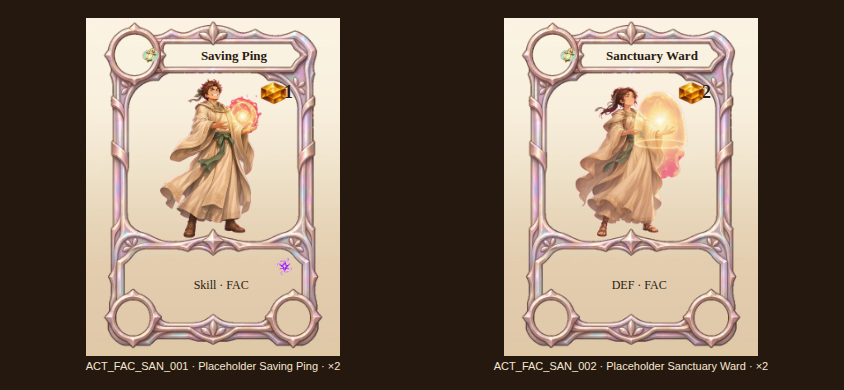 Saving Ping
1
Skill · FAC
ACT_FAC_SAN_001 · Placeholder Saving Ping · ×2
Sanctuary Ward
2
DEF · FAC
ACT_FAC_SAN_002 · Placeholder Sanctuary Ward · ×2